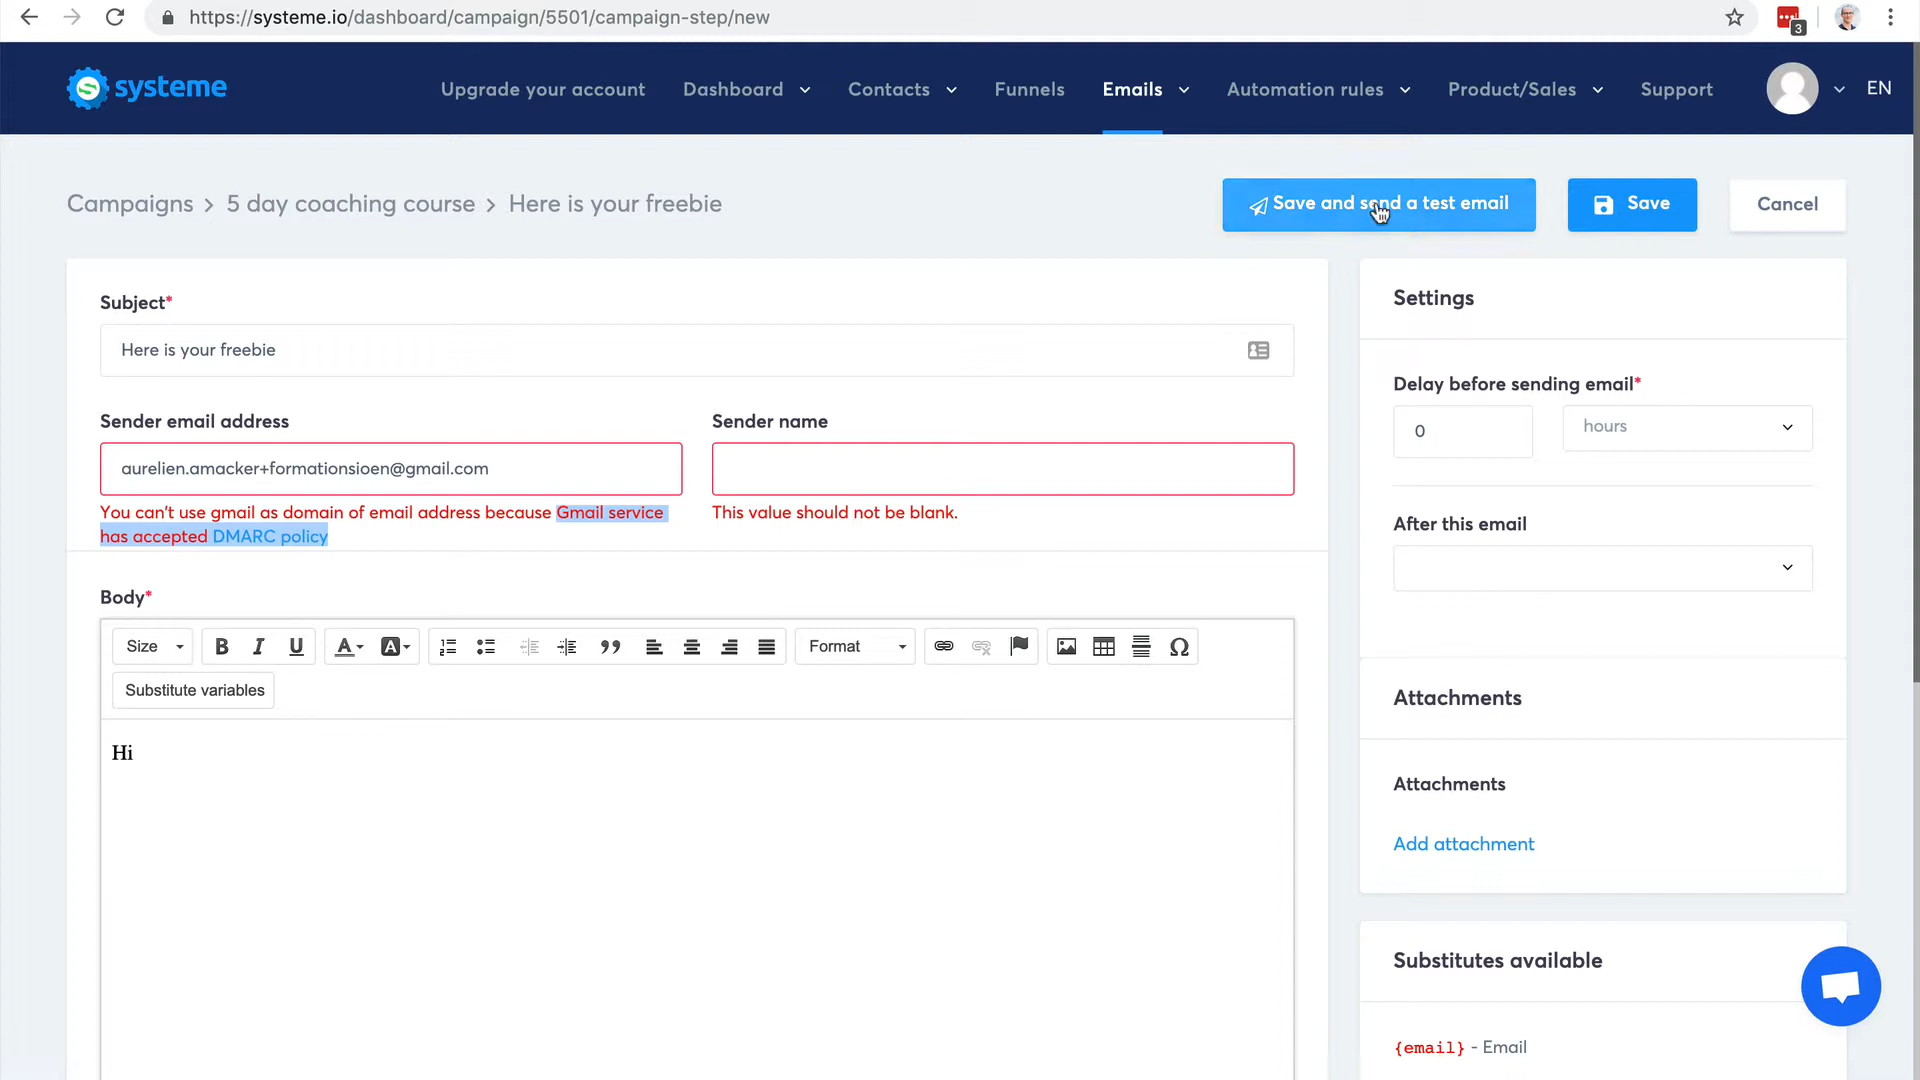 https://systeme.io/dashboard/campaign/5501/campaign-step/new
3
systeme
Upgrade your account
Dashboard
Contacts
Funnels
Emails
Automation rules
Product/Sales
Support
EN
Campaigns > 5 day coaching course > Here is your freebie
Save and send a test email
Save
Cancel
Subject*
Here is your freebie
Sender email address
Sender name
aurelien.amacker+formationsioen@gmail.com
You can't use gmail as domain of email address because Gmail service
has accepted DMARC policy
This value should not be blank.
Body*
Size
B
I
U
A
A
Format
Ω
Substitute variables
Hi
Settings
Delay before sending email*
0
hours
After this email
Attachments
Attachments
Add attachment
Substitutes available
{email} - Email